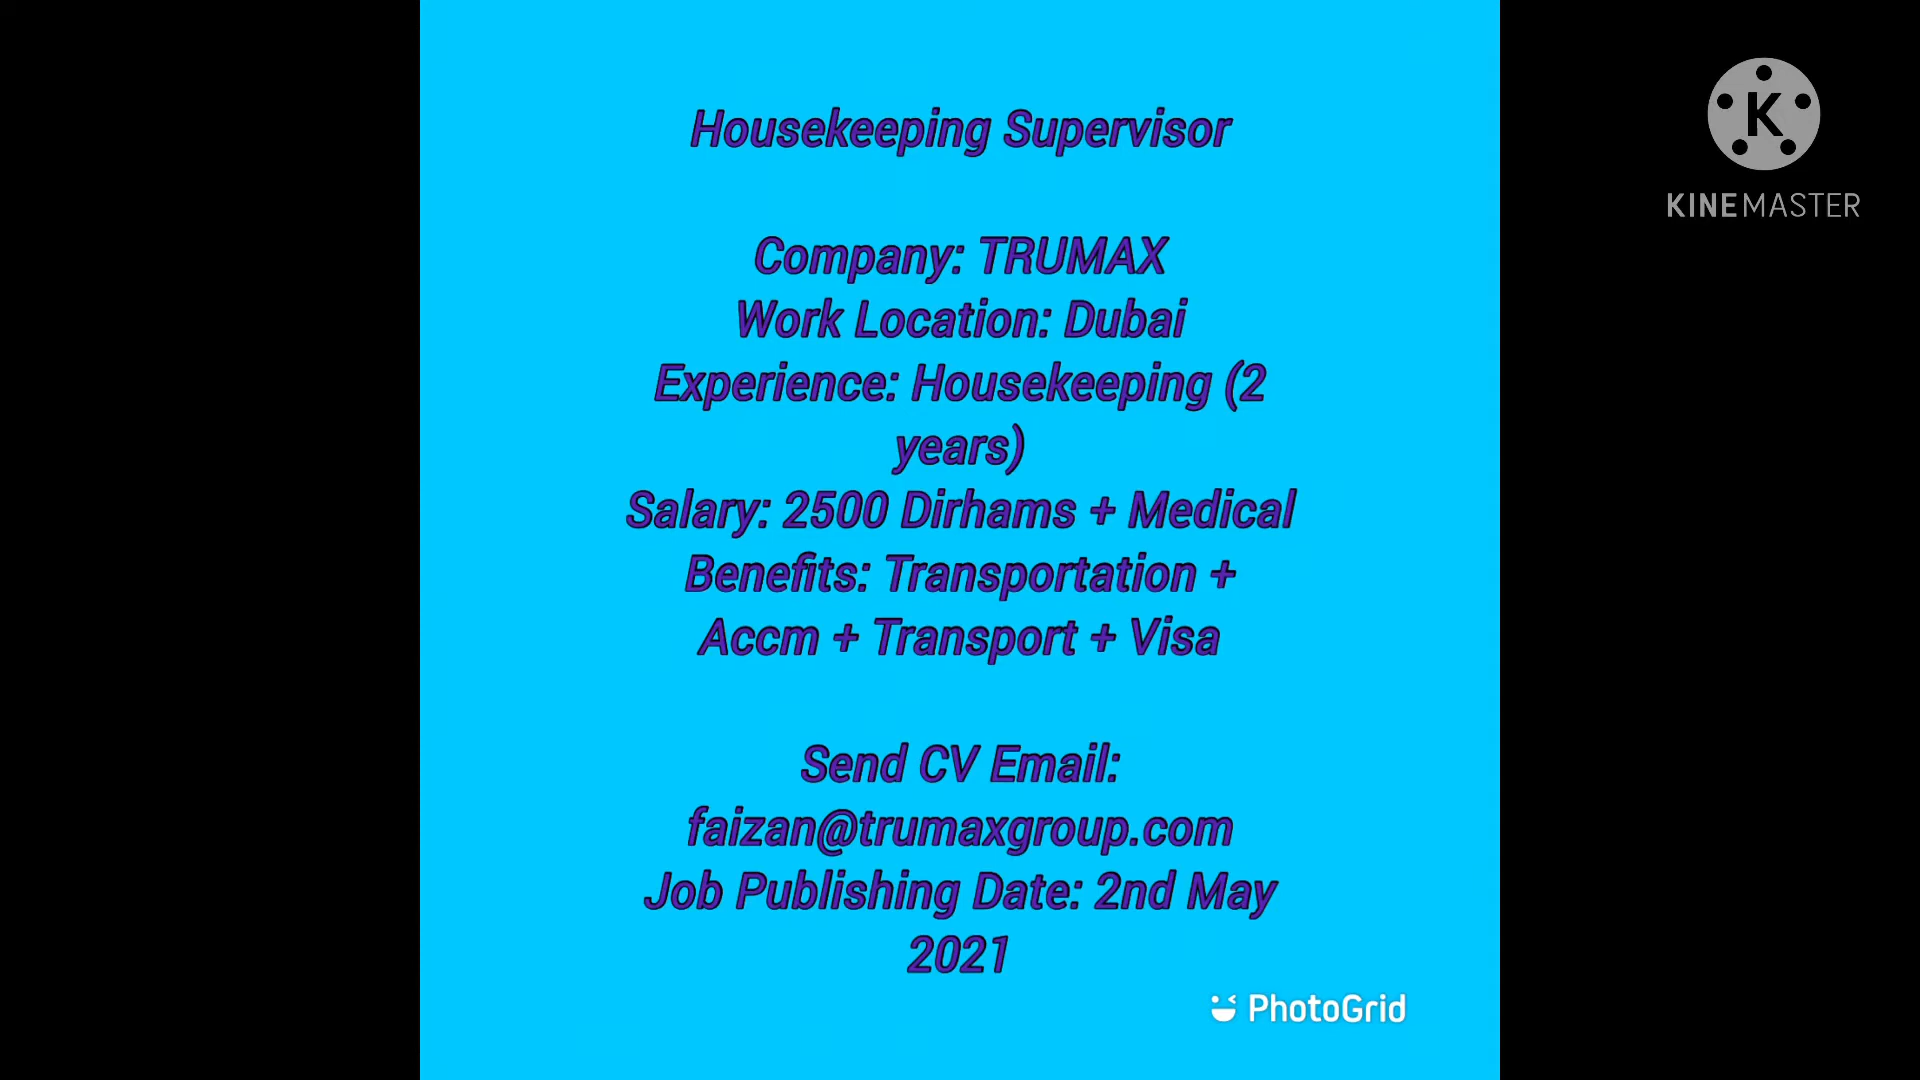 Housekeeping Supervisor
K
KINEMASTER
Company: TRUMAX
Work Location: Dubai
Experience: Housekeeping (2
years)
Salary: 2500 Dirhams + Medical
Benefits: Transportation +
Accm + Transport + Visa
Send CV Email:
faizan@trumaxgroup.com
Job Publishing Date: 2nd May
2021
PhotoGrid